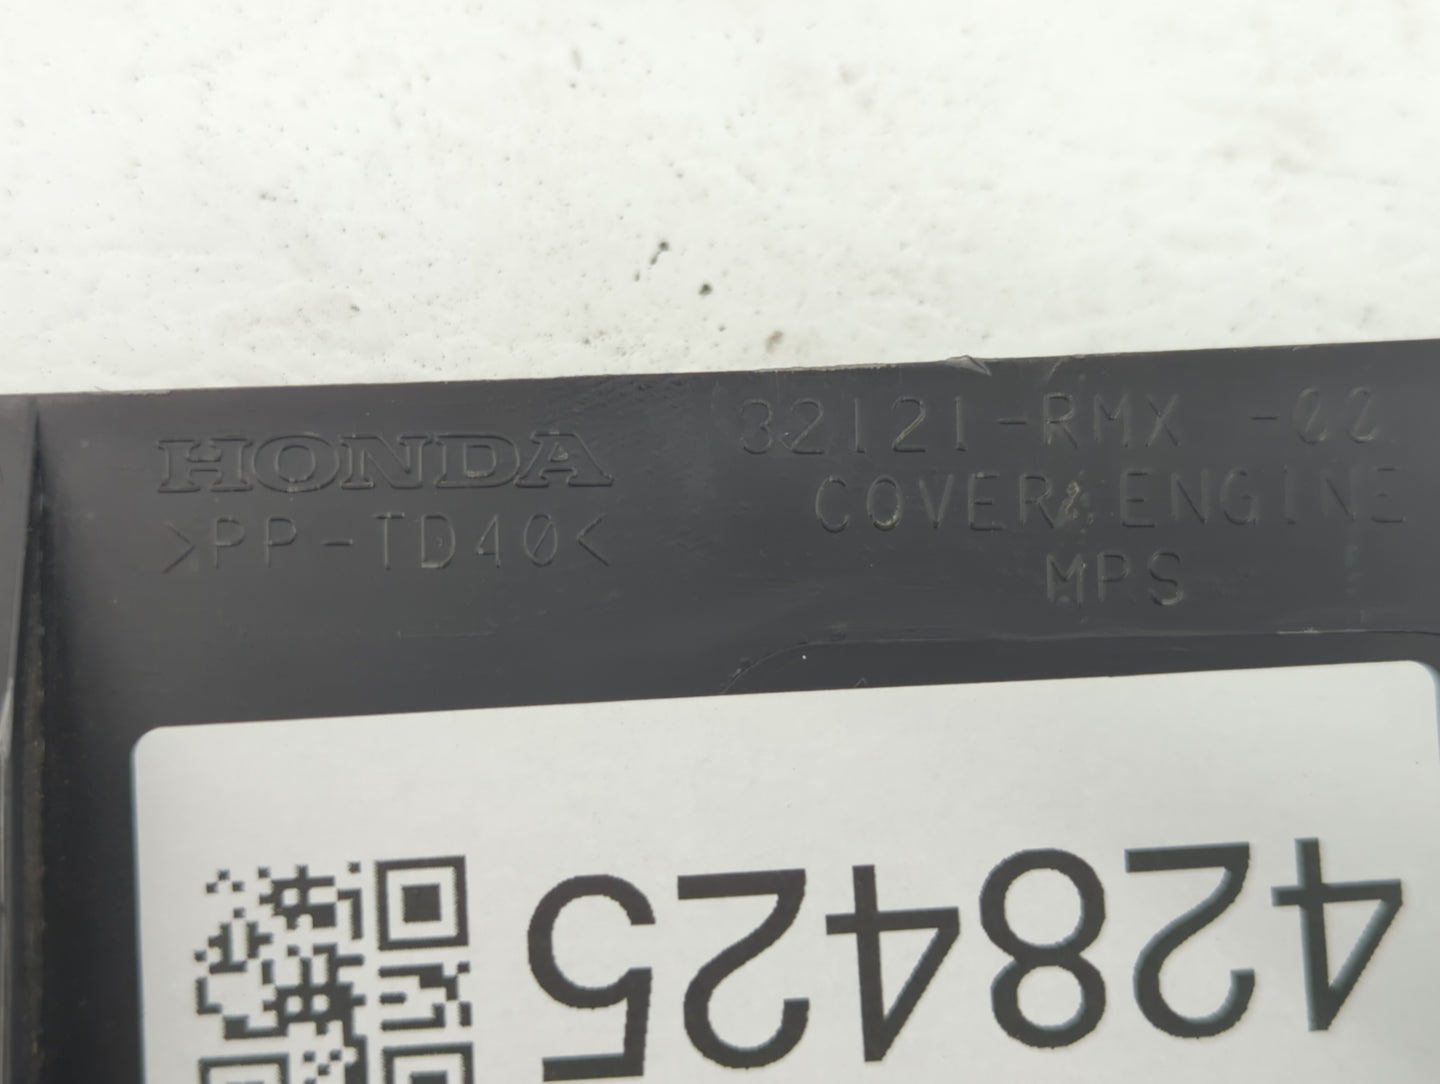 HONDA
>PP-TD40<
32121-RMX -00
COVER, ENGINE
MPS
428425